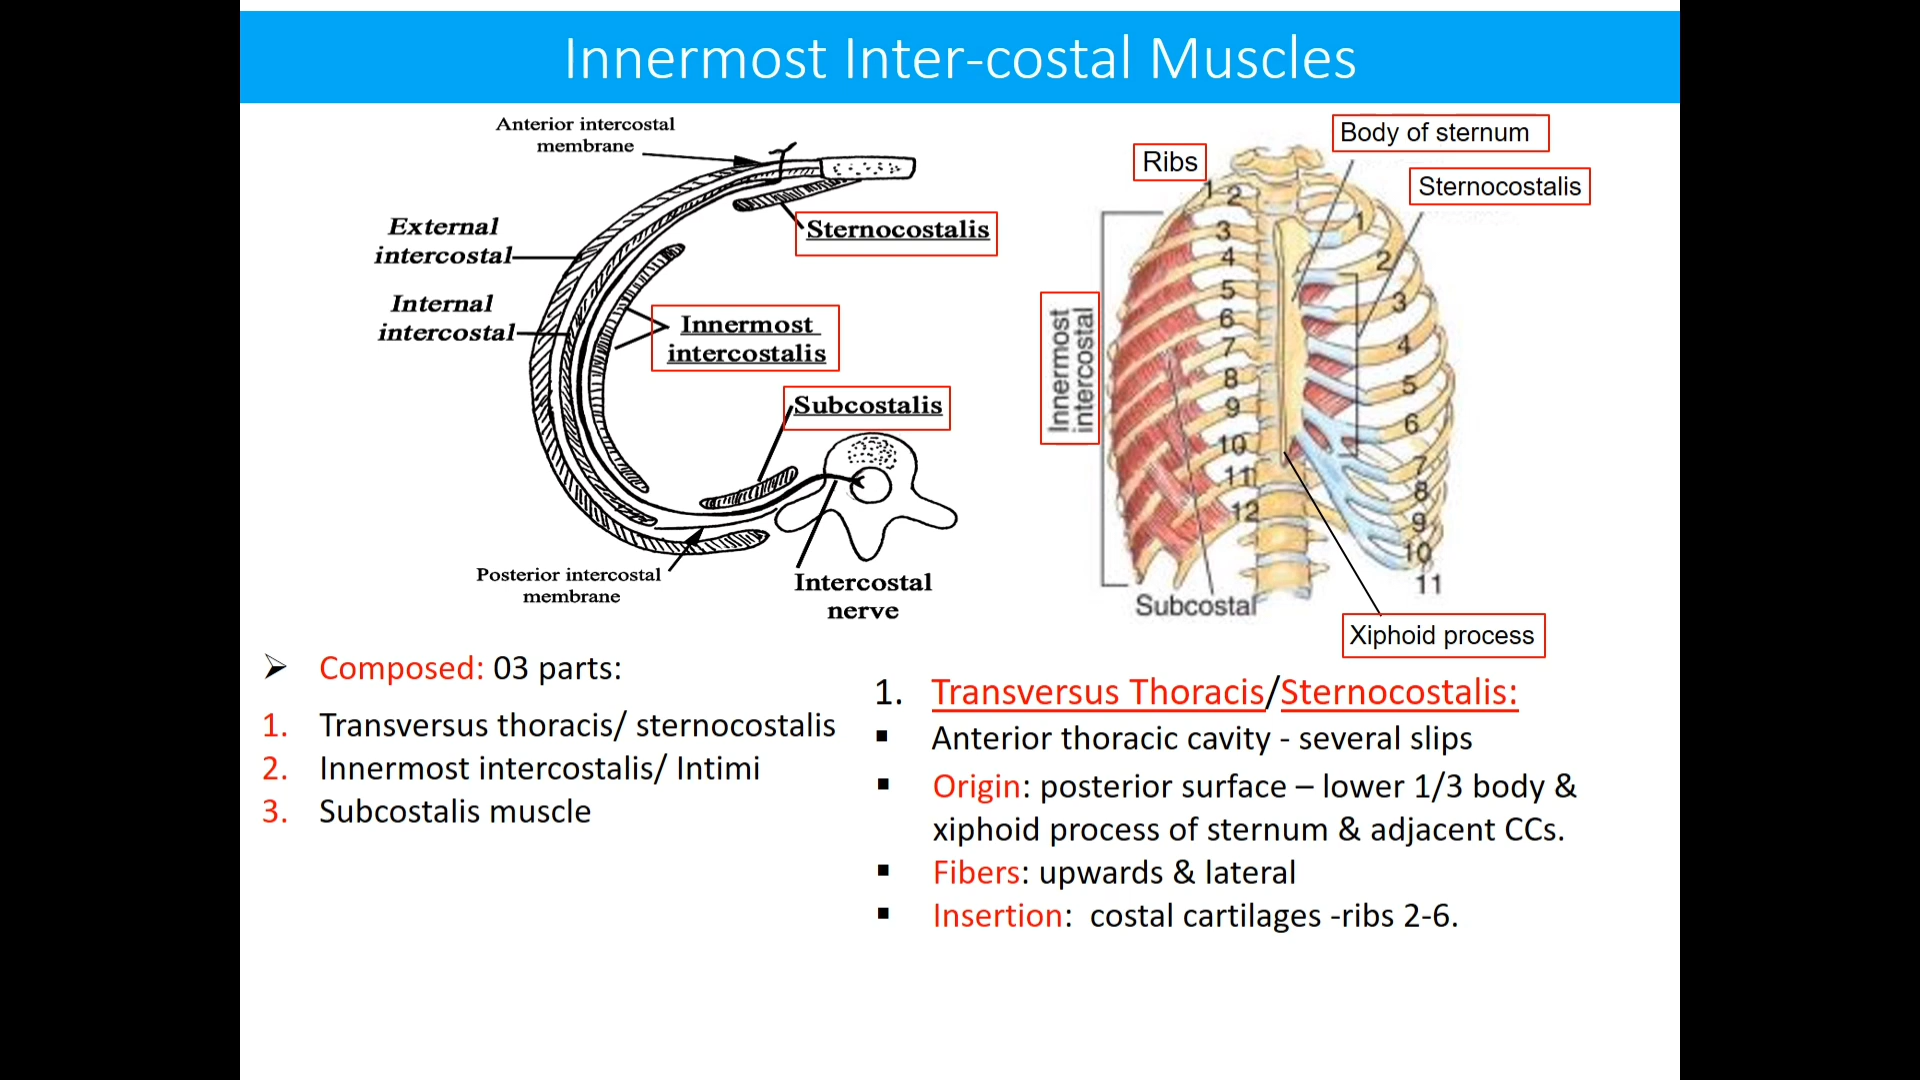 Innermost Inter-costal Muscles
Anterior intercostal
membrane
External
intercostal
Internal
intercostal
Sternocostalis
Innermost
intercostalis
Subcostalis
Posterior intercostal
membrane
Intercostal
nerve
Ribs
Body of sternum
Sternocostalis
Innermost
intercostal
1 2
3
4
5
6
7
8
9
10
11
12
1
2
3
4
5
6
7
8
9
10
11
Subcostal
Xiphoid process
➢ Composed: 03 parts:
1. Transversus thoracis/ sternocostalis
2. Innermost intercostalis/ Intimi
3. Subcostalis muscle
1. Transversus Thoracis/Sternocostalis:
▪ Anterior thoracic cavity - several slips
▪ Origin: posterior surface – lower 1/3 body &
xiphoid process of sternum & adjacent CCs.
▪ Fibers: upwards & lateral
▪ Insertion: costal cartilages -ribs 2-6.